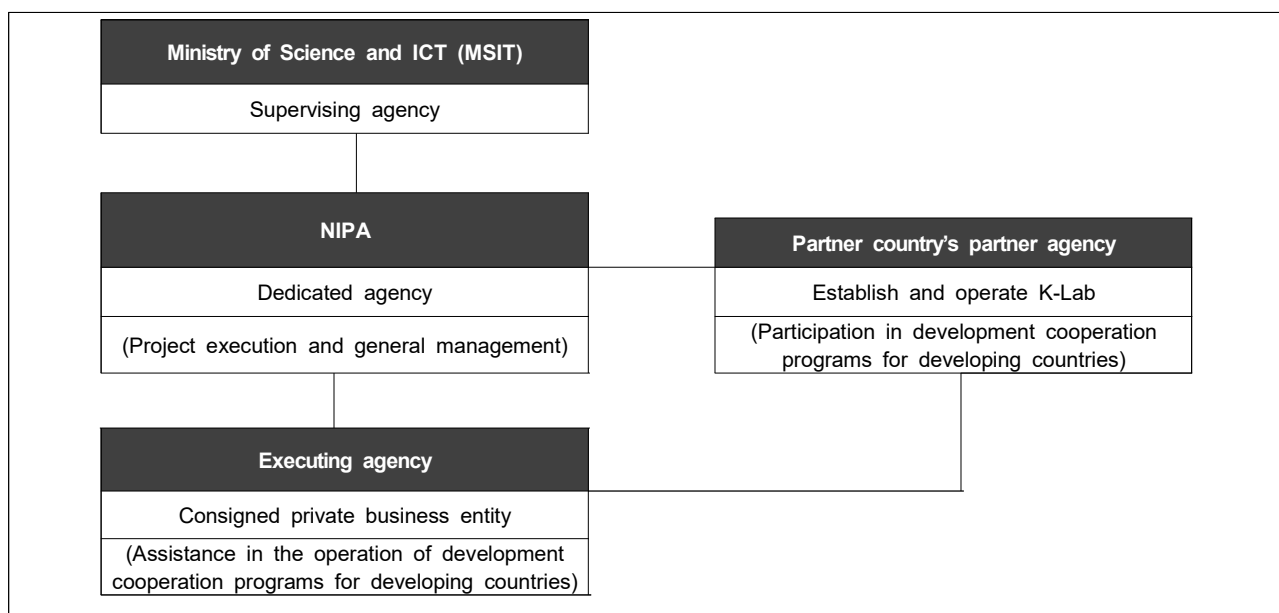 Ministry of Science and ICT (MSIT)
Supervising agency
NIPA
Dedicated agency
(Project execution and general management)
Partner country’s partner agency
Establish and operate K-Lab
(Participation in development cooperation
programs for developing countries)
Executing agency
Consigned private business entity
(Assistance in the operation of development
cooperation programs for developing countries)